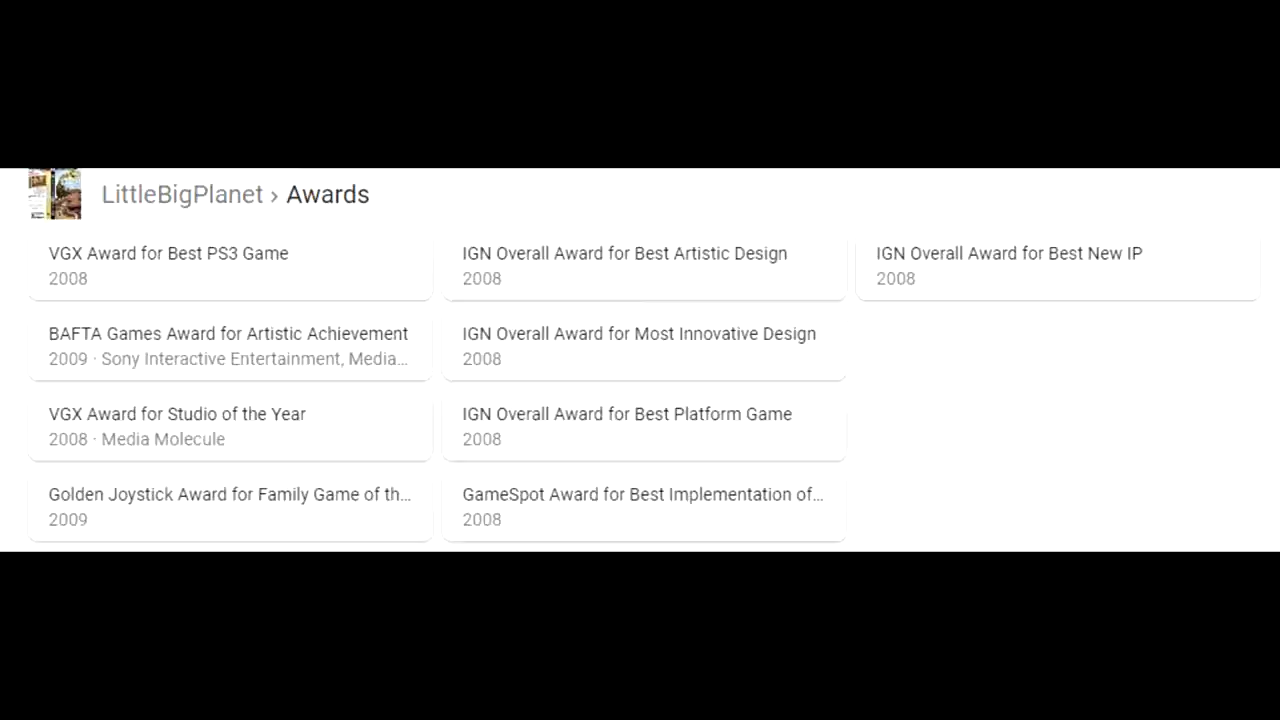 LittleBigPlanet › Awards
VGX Award for Best PS3 Game
2008
BAFTA Games Award for Artistic Achievement
2009 · Sony Interactive Entertainment, Media...
VGX Award for Studio of the Year
2008 · Media Molecule
Golden Joystick Award for Family Game of th...
2009
IGN Overall Award for Best Artistic Design
2008
IGN Overall Award for Most Innovative Design
2008
IGN Overall Award for Best Platform Game
2008
GameSpot Award for Best Implementation of...
2008
IGN Overall Award for Best New IP
2008